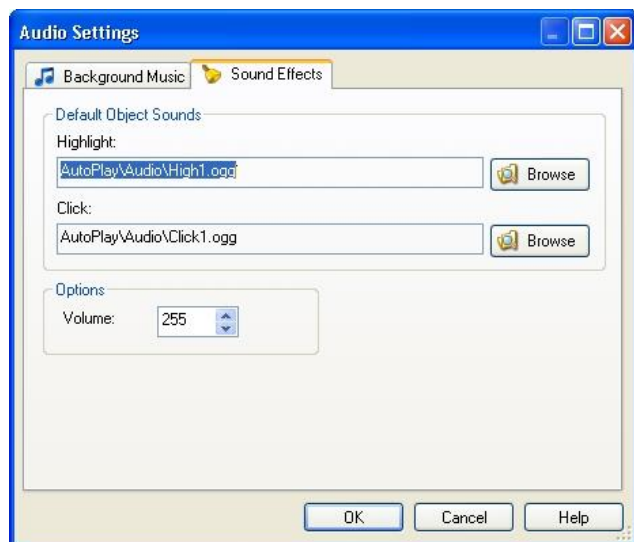 Audio Settings
Background Music Sound Effects
Default Object Sounds
Highlight:
AutoPlay\Audio\High1.ogg
Browse
Click:
AutoPlay\Audio\Click1.ogg
Browse
Options
Volume: 255
OK Cancel Help